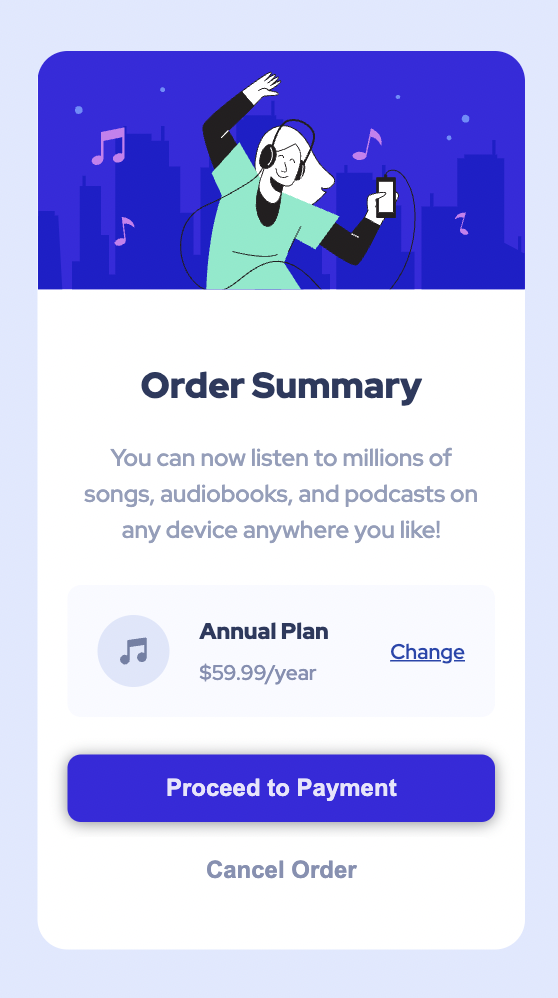 Order Summary
You can now listen to millions of
songs, audiobooks, and podcasts on
any device anywhere you like!
Annual Plan
$59.99/year
Change
Proceed to Payment
Cancel Order